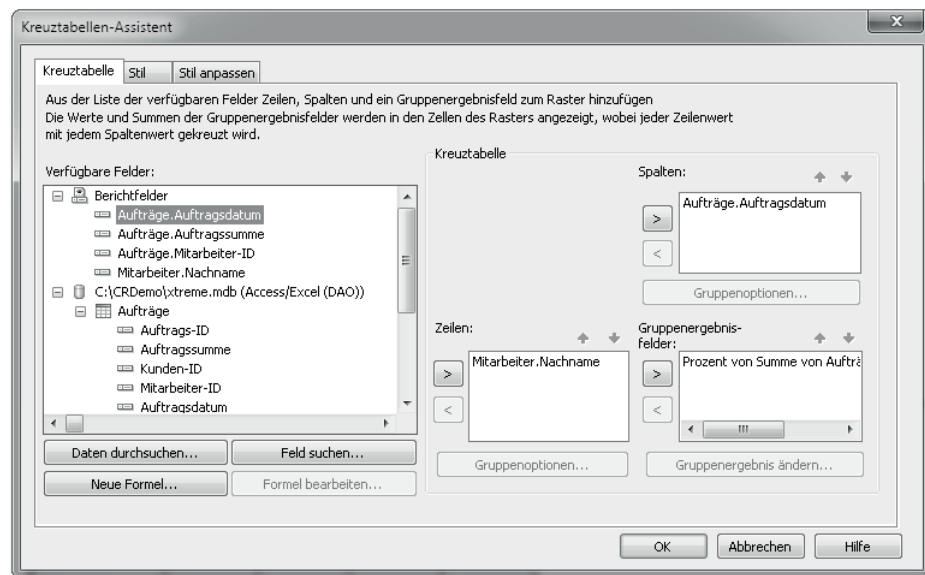 Kreuztabellen-Assistent
Kreuztabelle Stil Stil anpassen
Aus der Liste der verfügbaren Felder Zeilen, Spalten und ein Gruppenergebnisfeld zum Raster hinzufügen
Die Werte und Summen der Gruppenergebnisfelder werden in den Zellen des Rasters angezeigt, wobei jeder Zeilenwert
mit jedem Spaltenwert gekreuzt wird.
Verfügbare Felder:
Berichtfelder
Aufträge.Auftragsdatum
Aufträge.Auftragssumme
Aufträge.Mitarbeiter-ID
Mitarbeiter.Nachname
C:\CRDemo\xtreme.mdb (Access/Excel (DAO))
Aufträge
Auftrags-ID
Auftragssumme
Kunden-ID
Mitarbeiter-ID
Auftragsdatum
Daten durchsuchen... Feld suchen...
Neue Formel... Formel bearbeiten...
Kreuztabelle
Spalten:
Aufträge.Auftragsdatum
>
<
Gruppenoptionen...
Zeilen:
Mitarbeiter.Nachname
>
<
Gruppenoptionen...
Gruppenergebnis-
felder:
Prozent von Summe von Aufträ
>
<
Gruppenergebnis ändern...
OK Abbrechen Hilfe